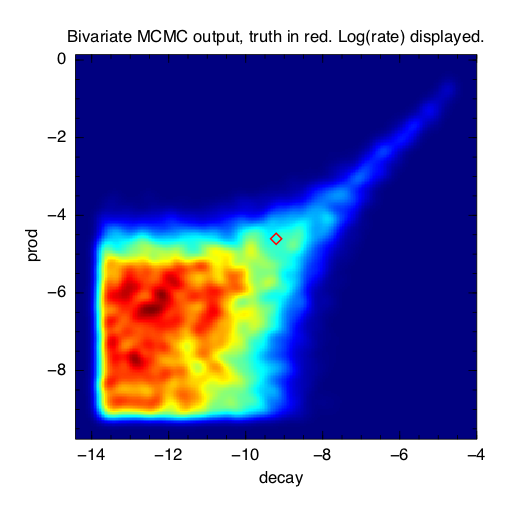 Bivariate MCMC output, truth in red. Log(rate) displayed.
0
−2
−4
−6
−8
prod
−14 −12 −10 −8 −6 −4
decay